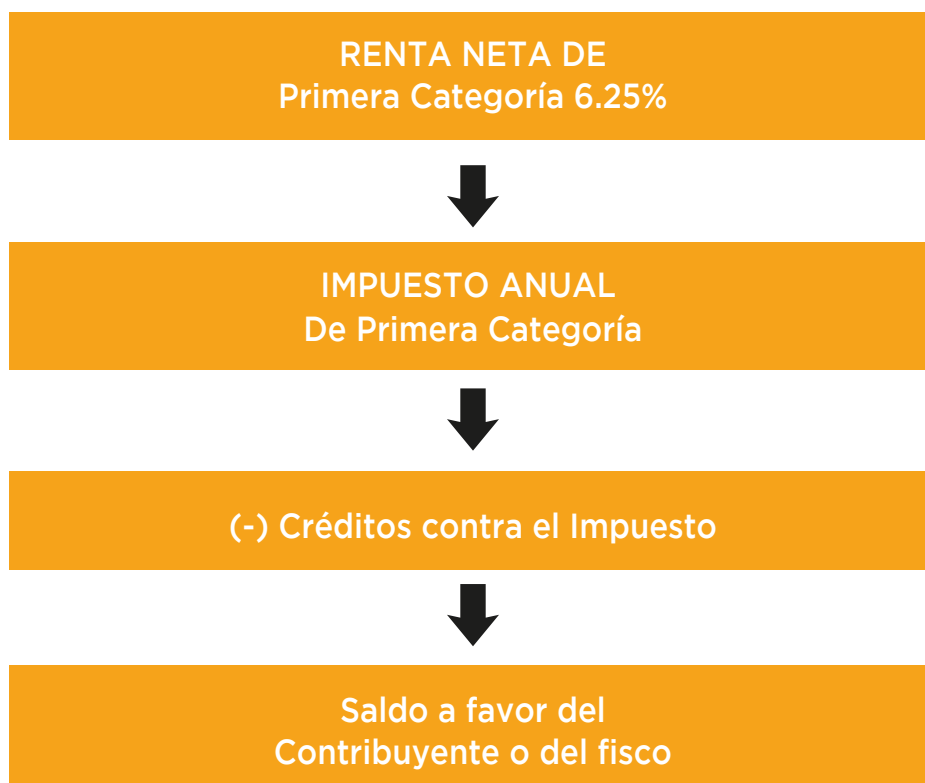 RENTA NETA DE
Primera Categoría 6.25%
IMPUESTO ANUAL
De Primera Categoría
(-) Créditos contra el Impuesto
Saldo a favor del
Contribuyente o del fisco